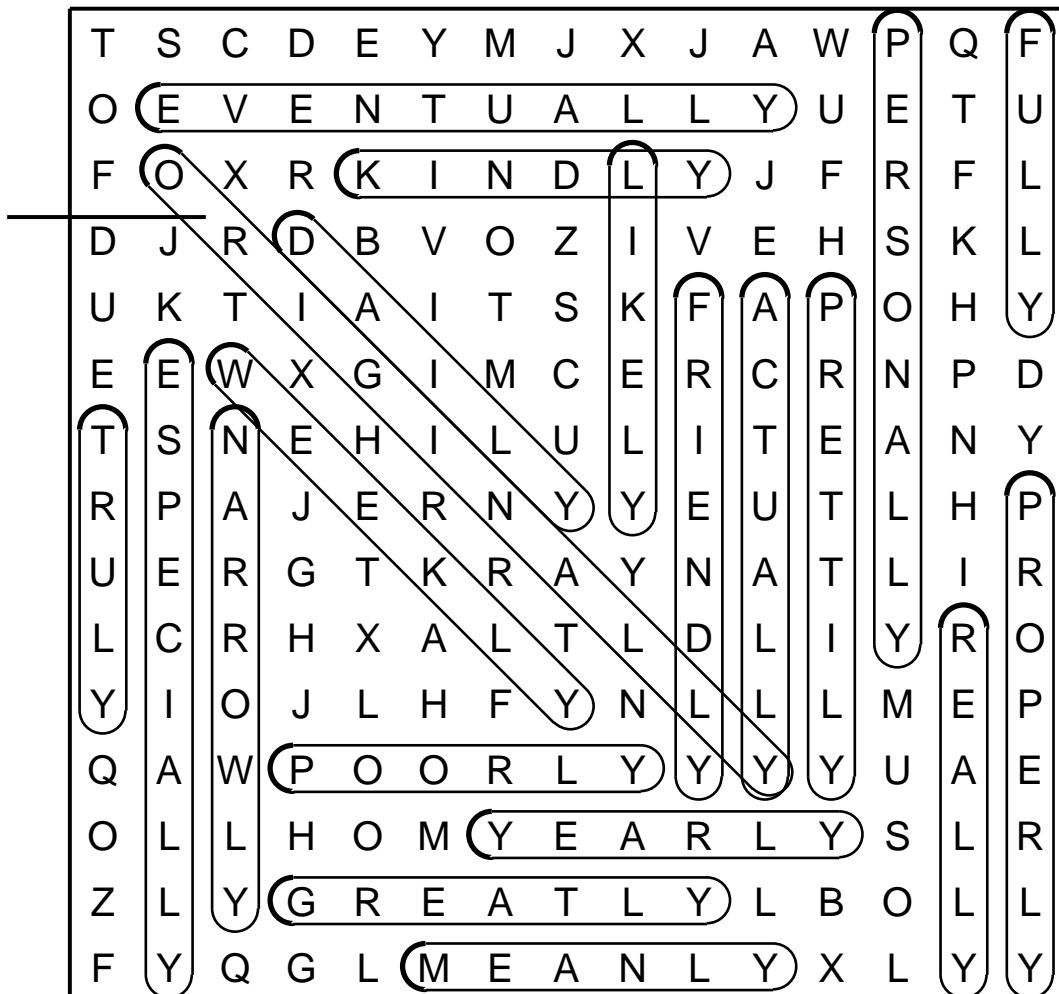 T S C D E Y M J X J A W P Q F
O E V E N T U A L L Y U E T U
F O X R K I N D L Y J F R F L
D J R D B V O Z I V E H S K L
U K T I A I T S K F A P O H Y
E E W X G I M C E R C R N P D
T S N E H I L U L I T E A N Y
R P A J E R N Y Y E U T L H P
U E R G T K R A Y N A T L I R
L C R H X A L T L D L I Y R O
Y I O J L H F Y N L L L M E P
Q A W P O O R L Y Y Y Y U A E
O L L H O M Y E A R L Y S L R
Z L Y G R E A T L Y L B O L L
F Y Q G L M E A N L Y X L Y Y